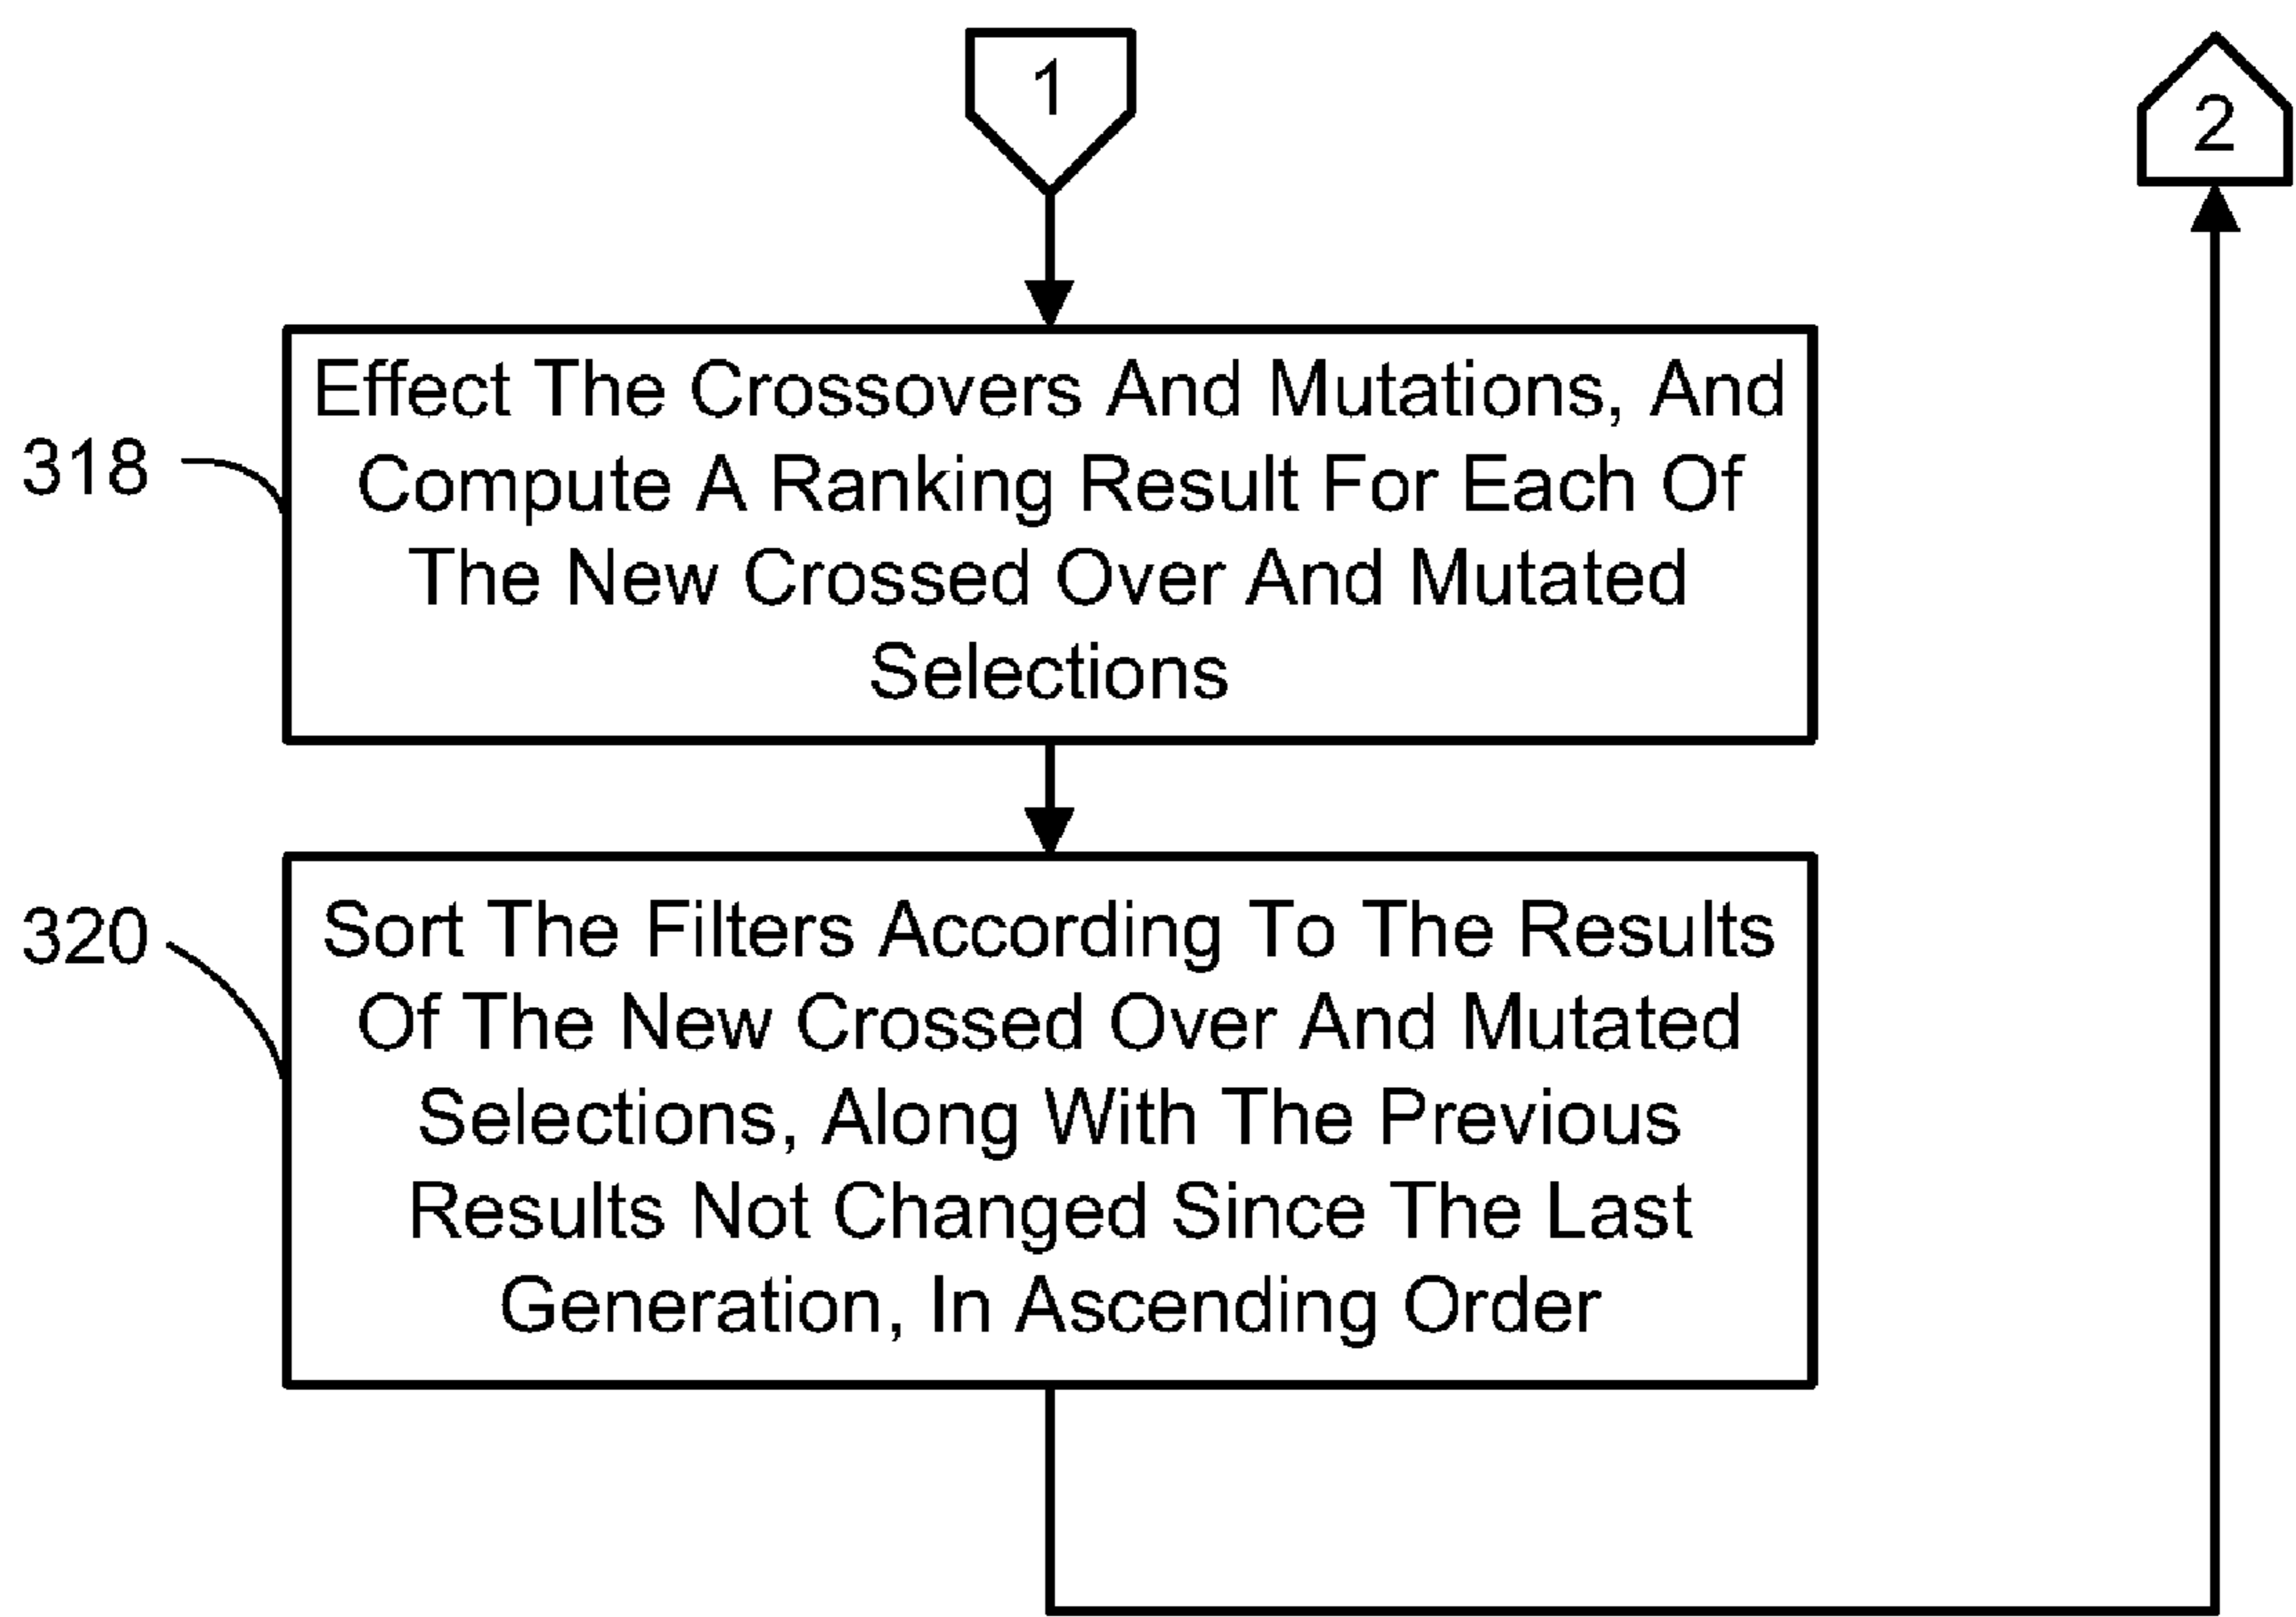 1
2
318
Effect The Crossovers And Mutations, And
Compute A Ranking Result For Each Of
The New Crossed Over And Mutated
Selections
320
Sort The Filters According To The Results
Of The New Crossed Over And Mutated
Selections, Along With The Previous
Results Not Changed Since The Last
Generation, In Ascending Order